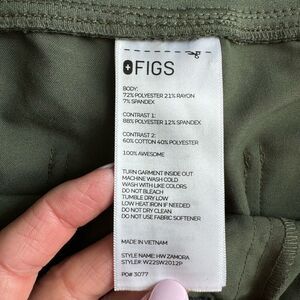 FIGS
BODY:
72% POLYESTER 21% RAYON
7% SPANDEX
CONTRAST 1:
88% POLYESTER 12% SPANDEX
CONTRAST 2:
60% COTTON 40% POLYESTER
100% AWESOME
TURN GARMENT INSIDE OUT
MACHINE WASH COLD
WASH WITH LIKE COLORS
DO NOT BLEACH
TUMBLE DRY LOW
LOW HEAT IRON IF NEEDED
DO NOT DRY CLEAN
DO NOT USE FABRIC SOFTENER
MADE IN VIETNAM
STYLE NAME: HW ZAMORA
STYLE#: W22SW2012P
PO# 3077